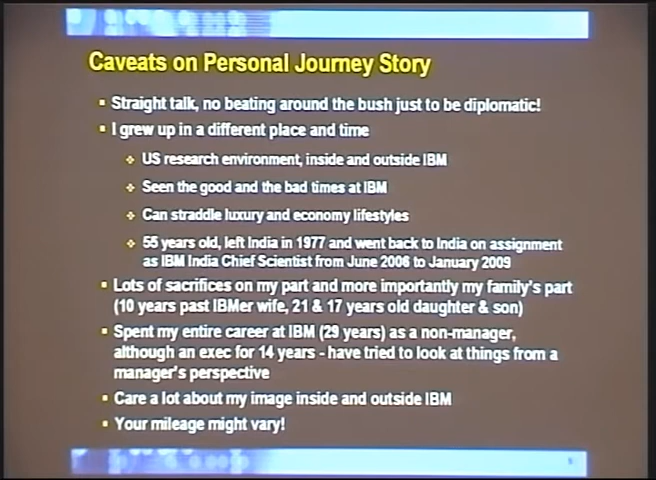 Caveats on Personal Journey Story
Straight talk, no beating around the bush just to be diplomatic!
I grew up in a different place and time
US research environment, inside and outside IBM
Seen the good and the bad times at IBM
Can straddle luxury and economy lifestyles
55 years old, left India in 1977 and went back to India on assignment
as IBM India Chief Scientist from June 2006 to January 2009
Lots of sacrifices on my part and more importantly my family's part
(10 years past IBMer wife, 21 & 17 years old daughter & son)
Spent my entire career at IBM (29 years) as a non-manager,
although an exec for 14 years - have tried to look at things from a
manager's perspective
Care a lot about my image inside and outside IBM
Your mileage might vary!